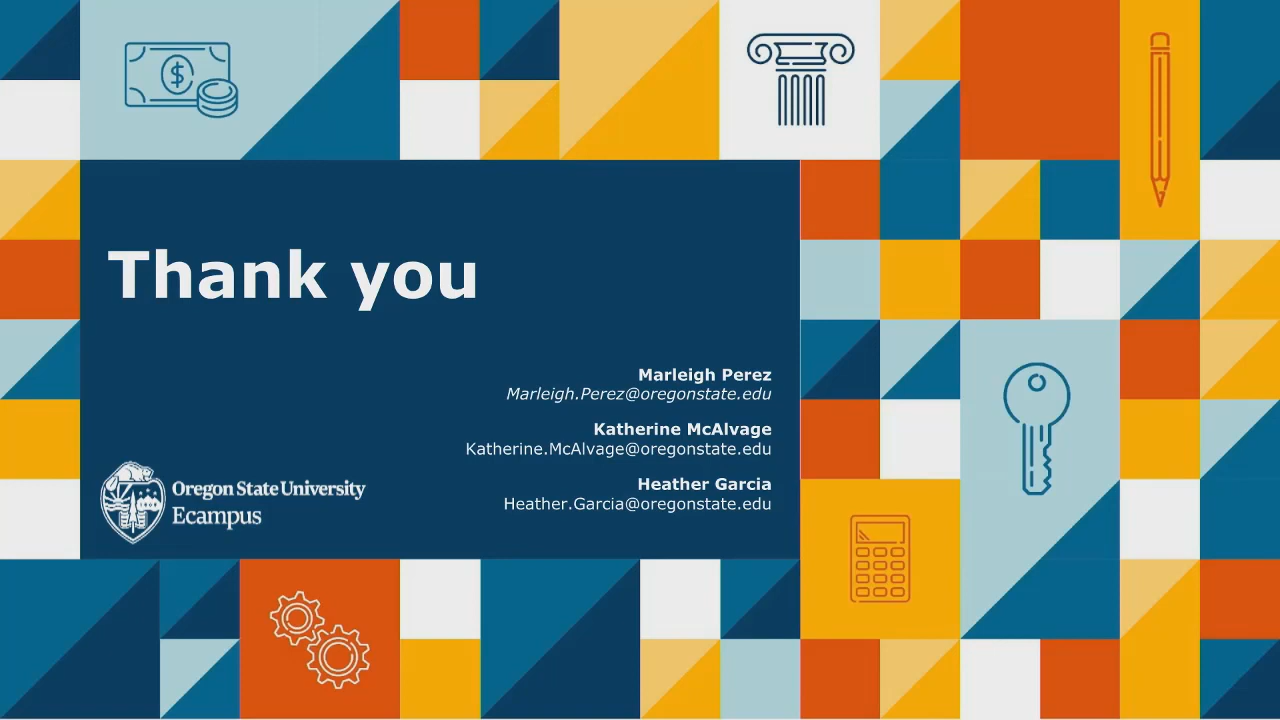 $
Thank you
Marleigh Perez
Marleigh.Perez@oregonstate.edu
Katherine McAlvage
Katherine.McAlvage@oregonstate.edu
Heather Garcia
Heather.Garcia@oregonstate.edu
Oregon State University
Ecampus